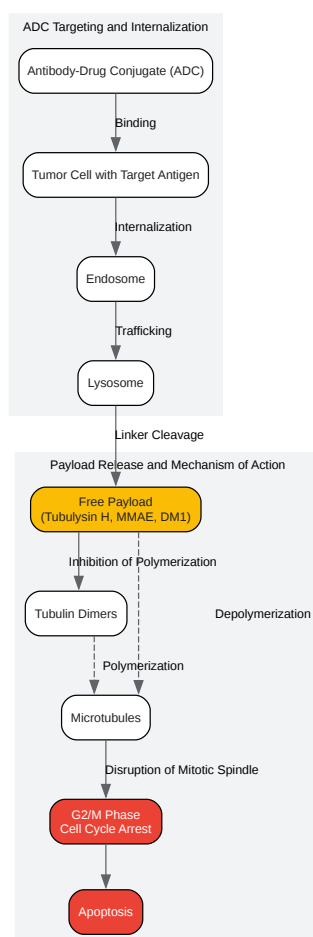 ADC Targeting and Internalization
Antibody-Drug Conjugate (ADC)
Binding
Tumor Cell with Target Antigen
Internalization
Endosome
Trafficking
Lysosome
Linker Cleavage
Payload Release and Mechanism of Action
Free Payload
(Tubulysin H, MMAE, DM1)
Inhibition of Polymerization
Tubulin Dimers
Depolymerization
Polymerization
Microtubules
Disruption of Mitotic Spindle
G2/M Phase
Cell Cycle Arrest
Apoptosis